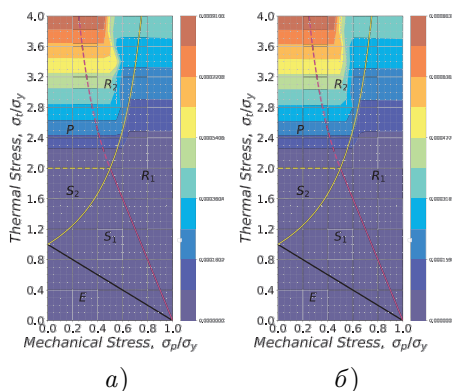 Thermal Stress, σt/σy
4.0
3.6
3.2
2.8
2.4
2.0
1.6
1.2
0.8
0.4
0.0
R2
P
R1
S2
S1
E
0.0 0.2 0.4 0.6 0.8 1.0
Mechanical Stress, σp/σy
а)
Thermal Stress, σt/σy
4.0
3.6
3.2
2.8
2.4
2.0
1.6
1.2
0.8
0.4
0.0
R2
P
R1
S2
S1
E
0.0 0.2 0.4 0.6 0.8 1.0
Mechanical Stress, σp/σy
б)